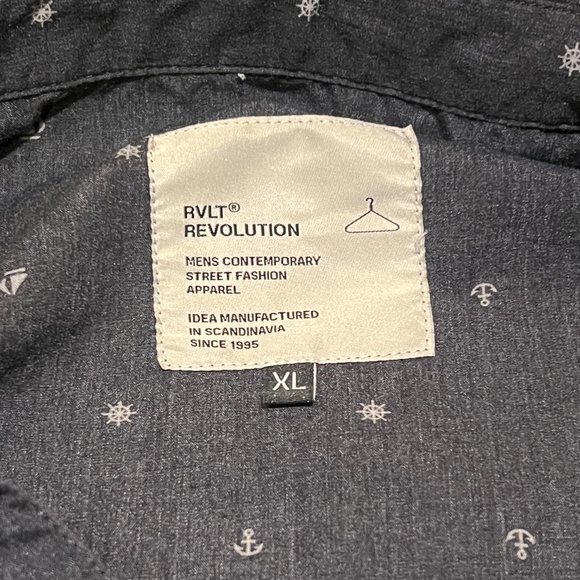 RVLT®
REVOLUTION
MENS CONTEMPORARY
STREET FASHION
APPAREL
IDEA MANUFACTURED
IN SCANDINAVIA
SINCE 1995
XL